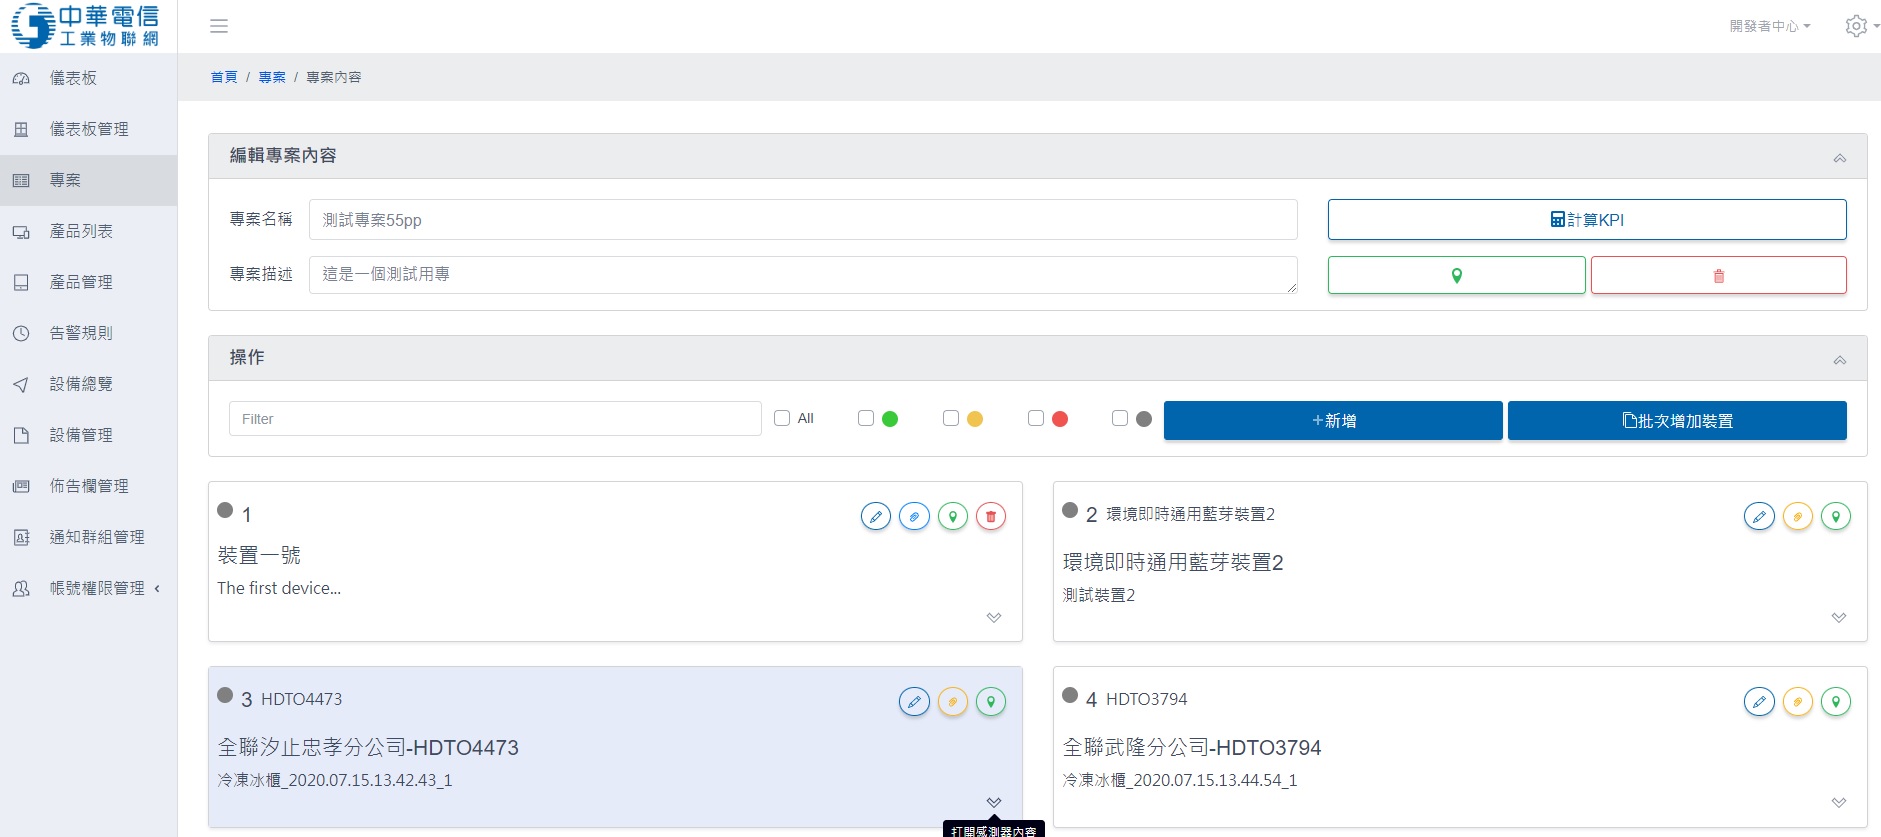 中華電信
工業物聯網
開發者中心
儀表板
儀表板管理
專案
產品列表
產品管理
告警規則
設備總覽
設備管理
佈告欄管理
通知群組管理
帳號權限管理
首頁 / 專案 / 專案內容
編輯專案內容
專案名稱 測試專案55pp 計算KPI
專案描述 這是一個測試用專
操作
Filter All +新增 批次增加裝置
1
裝置一號
The first device...
2 環境即時通用藍芽裝置2
環境即時通用藍芽裝置2
測試裝置2
3 HDTO4473
全聯汐止忠孝分公司-HDTO4473
冷凍冰櫃_2020.07.15.13.42.43_1
打開感測器內容
4 HDTO3794
全聯武隆分公司-HDTO3794
冷凍冰櫃_2020.07.15.13.44.54_1